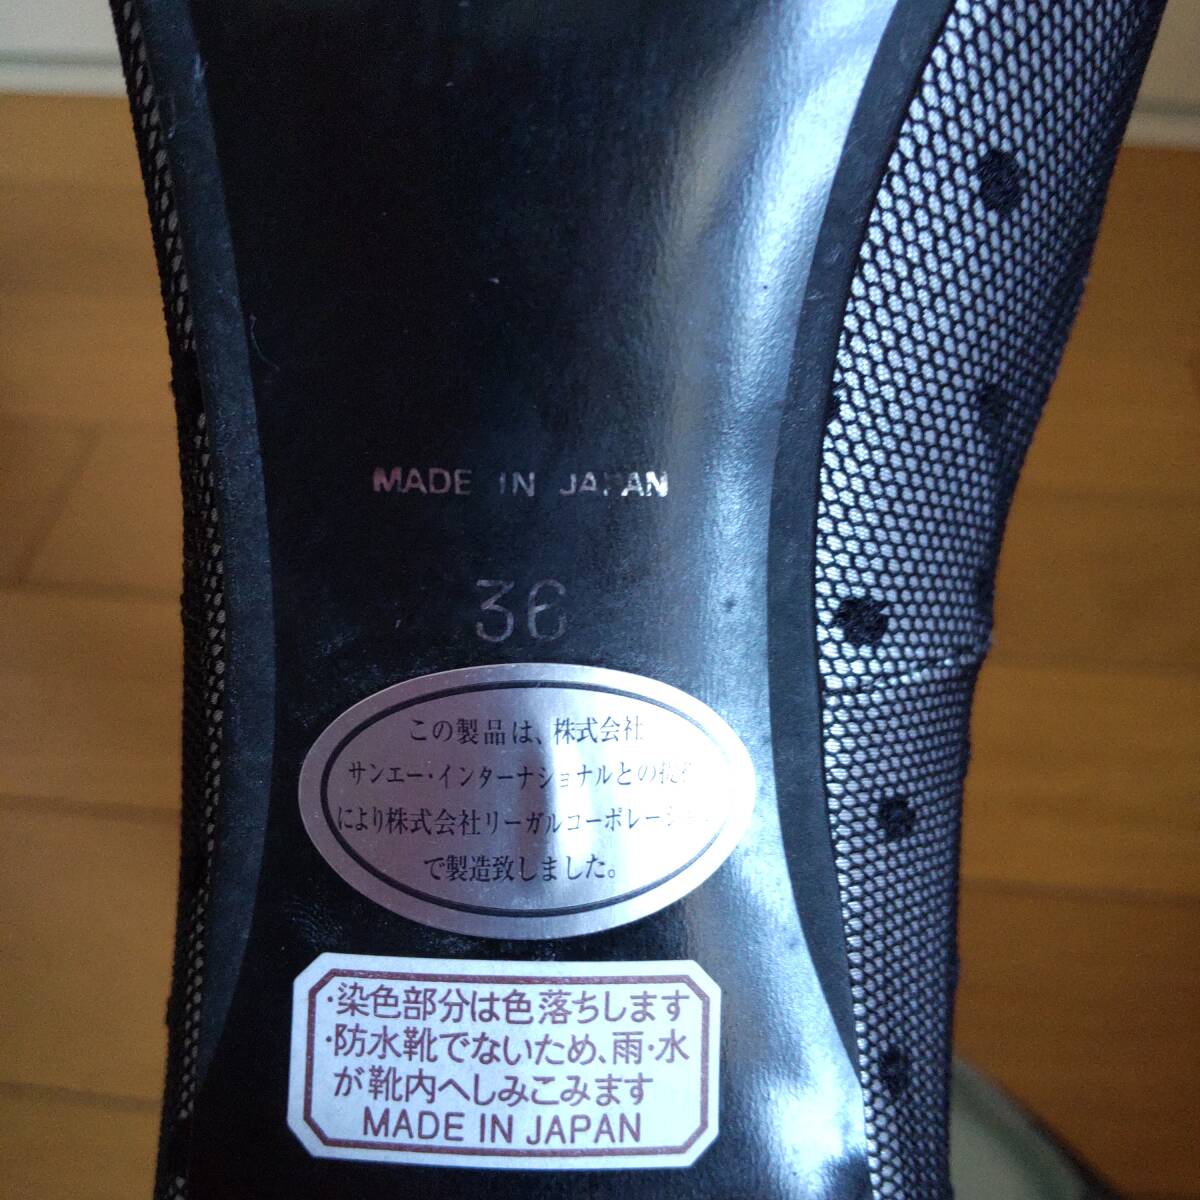 MADE IN JAPAN
36
この製品は、株式会社
サンエー・インターナショナルとの提
により株式会社リーガルコーポレーション
で製造致しました。
・染色部分は色落ちします
・防水靴でないため、雨・水
が靴内へしみこみます
MADE IN JAPAN